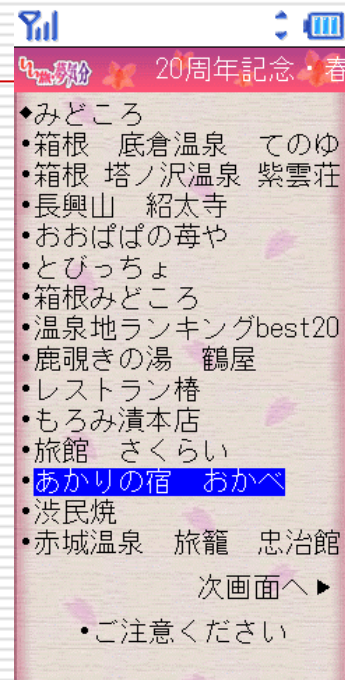 20周年記念・春
◆みどころ
•箱根　底倉温泉　てのゆ
•箱根 塔ノ沢温泉 紫雲荘
•長興山　紹太寺
•おおぱぱの苺や
•とびっちょ
•箱根みどころ
•温泉地ランキングbest20
•鹿覗きの湯　鶴屋
•レストラン椿
•もろみ漬本店
•旅館　さくらい
•あかりの宿　おかべ
•渋民焼
•赤城温泉　旅籠　忠治館
次画面へ▶
•ご注意ください